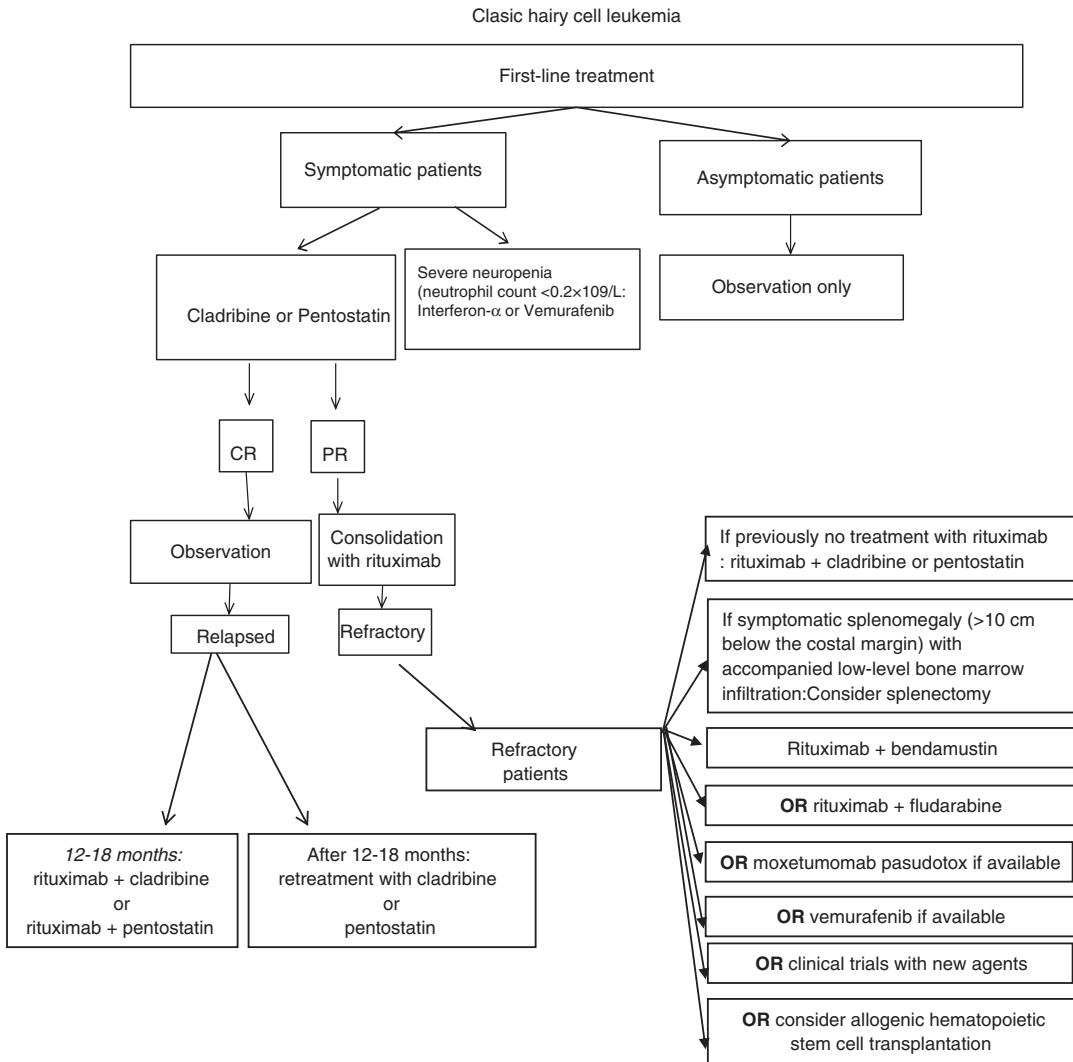 Clasic hairy cell leukemia
First-line treatment
Symptomatic patients
Asymptomatic patients
Cladribine or Pentostatin
Severe neuropenia
(neutrophil count <0.2×109/L:
Interferon-α or Vemurafenib
Observation only
CR
PR
Observation
Consolidation
with rituximab
Relapsed
Refractory
Refractory
patients
12-18 months:
rituximab + cladribine
or
rituximab + pentostatin
After 12-18 months:
retreatment with cladribine
or
pentostatin
If previously no treatment with rituximab
: rituximab + cladribine or pentostatin
If symptomatic splenomegaly (>10 cm
below the costal margin) with
accompanied low-level bone marrow
infiltration:Consider splenectomy
Rituximab + bendamustin
OR rituximab + fludarabine
OR moxetumomab pasudotox if available
OR vemurafenib if available
OR clinical trials with new agents
OR consider allogenic hematopoietic
stem cell transplantation